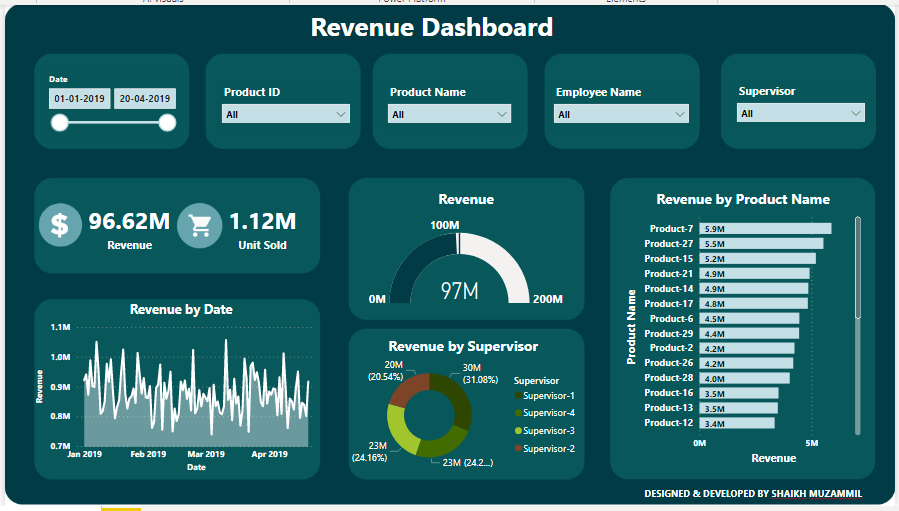 Revenue Dashboard
Date
01-01-2019 20-04-2019
Product ID
All
Product Name
All
Employee Name
All
Supervisor
All
$ 96.62M
Revenue
1.12M
Unit Sold
Revenue
100M
0M 97M 200M
Revenue by Product Name
Product Name
Product-7 5.9M
Product-27 5.5M
Product-15 5.2M
Product-21 4.9M
Product-14 4.9M
Product-17 4.8M
Product-6 4.5M
Product-29 4.4M
Product-2 4.2M
Product-26 4.2M
Product-28 4.0M
Product-16 3.5M
Product-13 3.5M
Product-12 3.4M
0M 5M
Revenue
Revenue by Date
Revenue
1.1M
1.0M
0.9M
0.8M
0.7M
Jan 2019 Feb 2019 Mar 2019 Apr 2019
Date
Revenue by Supervisor
20M
(20.54%)
30M
(31.08%)
23M
(24.16%)
23M (24.2...)
Supervisor
Supervisor-1
Supervisor-4
Supervisor-3
Supervisor-2
DESIGNED & DEVELOPED BY SHAIKH MUZAMMIL